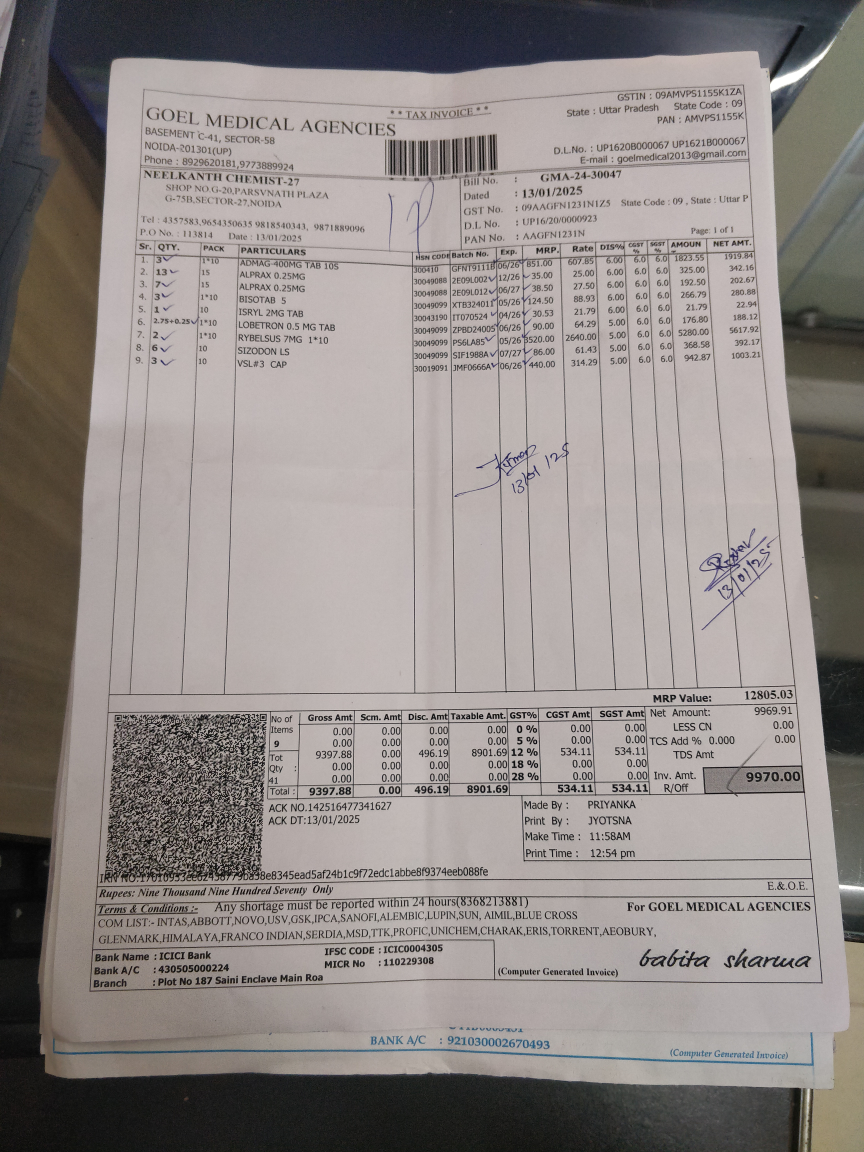 * * TAX INVOICE * *
GSTIN : 09AMVPS1155K1ZA
State : Uttar Pradesh State Code : 09
PAN : AMVPS1155K
GOEL MEDICAL AGENCIES
BASEMENT C-41, SECTOR-58
NOIDA-201301(UP)
Phone : 8929620181,9773889924
D.L.No. : UP1620B000067 UP1621B000067
E-mail : goelmedical2013@gmail.com
NEELKANTH CHEMIST-27
SHOP NO.G-20,PARSVNATH PLAZA
G-75B,SECTOR-27,NOIDA
Tel : 4357583,9654350635 9818540343, 9871889096
P.O No. : 113814 Date : 13/01/2025
Bill No. : GMA-24-30047
Dated : 13/01/2025
GST No. : 09AAGFN1231N1Z5 State Code : 09 , State : Uttar P
D.L No. : UP16/20/0000923
PAN No. : AAGFN1231N
Page: 1 of 1
Sr. QTY. PACK PARTICULARS HSN CODE Batch No. Exp. MRP. Rate DIS% CGST % SGST % AMOUN NET AMT.
1. 3 1*10 ADMAG-400MG TAB 10S 300410 GFNT9111B 06/26 851.00 607.85 6.00 6.0 6.0 1823.55 1919.84
2. 13 15 ALPRAX 0.25MG 30049088 2E09L002 12/26 35.00 25.00 6.00 6.0 6.0 325.00 342.16
3. 7 15 ALPRAX 0.25MG 30049088 2E09L012 06/27 38.50 27.50 6.00 6.0 6.0 192.50 202.67
4. 3 1*10 BISOTAB 5 30049099 XTB324011 05/26 124.50 88.93 6.00 6.0 6.0 266.79 280.88
5. 1 10 ISRYL 2MG TAB 30043190 IT070524 04/26 30.53 21.79 6.00 6.0 6.0 21.79 22.94
6. 2.75+0.25 1*10 LOBETRON 0.5 MG TAB 30049099 ZPBD24005 06/26 90.00 64.29 5.00 6.0 6.0 176.80 188.12
7. 2 1*10 RYBELSUS 7MG 1*10 30049099 PS6LA85 05/26 3520.00 2640.00 5.00 6.0 6.0 5280.00 5617.92
8. 6 10 SIZODON LS 30049099 SIF1988A 07/27 86.00 61.43 5.00 6.0 6.0 368.58 392.17
9. 3 10 VSL#3 CAP 30019091 JMF0666A 06/26 440.00 314.29 5.00 6.0 6.0 942.87 1003.21
13/01/25
13/01/25
MRP Value: 12805.03
No of Items 9 Gross Amt Scm. Amt Disc. Amt Taxable Amt. GST% CGST Amt SGST Amt
0.00 0.00 0.00 0.00 0 % 0.00 0.00
0.00 0.00 0.00 0.00 5 % 0.00 0.00
Tot Qty : 41 9397.88 0.00 496.19 8901.69 12 % 534.11 534.11
0.00 0.00 0.00 0.00 18 % 0.00 0.00
0.00 0.00 0.00 0.00 28 % 0.00 0.00
Total : 9397.88 0.00 496.19 8901.69 534.11 534.11
Net Amount: 9969.91
LESS CN 0.00
TCS Add % 0.000 0.00
TDS Amt
Inv. Amt. 9970.00
R/Off
ACK NO.142516477341627
ACK DT:13/01/2025
Made By : PRIYANKA
Print By : JYOTSNA
Make Time : 11:58AM
Print Time : 12:54 pm
E.& O.E.
Rupees: Nine Thousand Nine Hundred Seventy Only
Terms & Conditions :- Any shortage must be reported within 24 hours(8368213881)
COM LIST:- INTAS,ABBOTT,NOVO,USV,GSK,IPCA,SANOFI,ALEMBIC,LUPIN,SUN, AIMIL,BLUE CROSS
GLENMARK,HIMALAYA,FRANCO INDIAN,SERDIA,MSD,TTK,PROFIC,UNICHEM,CHARAK,ERIS,TORRENT,AEOBURY,
For GOEL MEDICAL AGENCIES
Bank Name : ICICI Bank IFSC CODE : ICIC0004305
Bank A/C : 430505000224 MICR No : 110229308
Branch : Plot No 187 Saini Enclave Main Roa
(Computer Generated Invoice)
babita sharma
BANK A/C : 921030002670493
(Computer Generated Invoice)